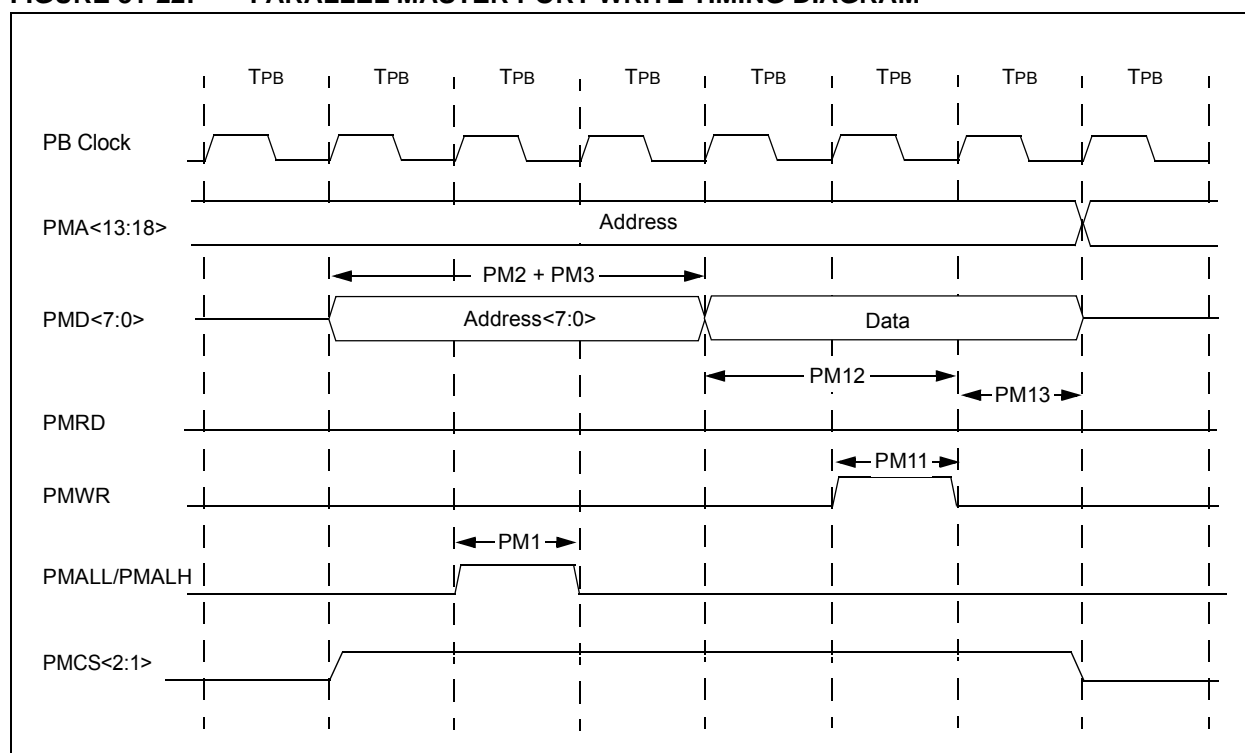 FIGURE 31-22: PARALLEL MASTER PORT WRITE TIMING DIAGRAM
TPB TPB TPB TPB TPB TPB TPB TPB
PB Clock
PMA<13:18>
Address
PM2 + PM3
PMD<7:0>
Address<7:0>
Data
PM12
PM13
PMRD
PM11
PMWR
PM1
PMALL/PMALH
PMCS<2:1>